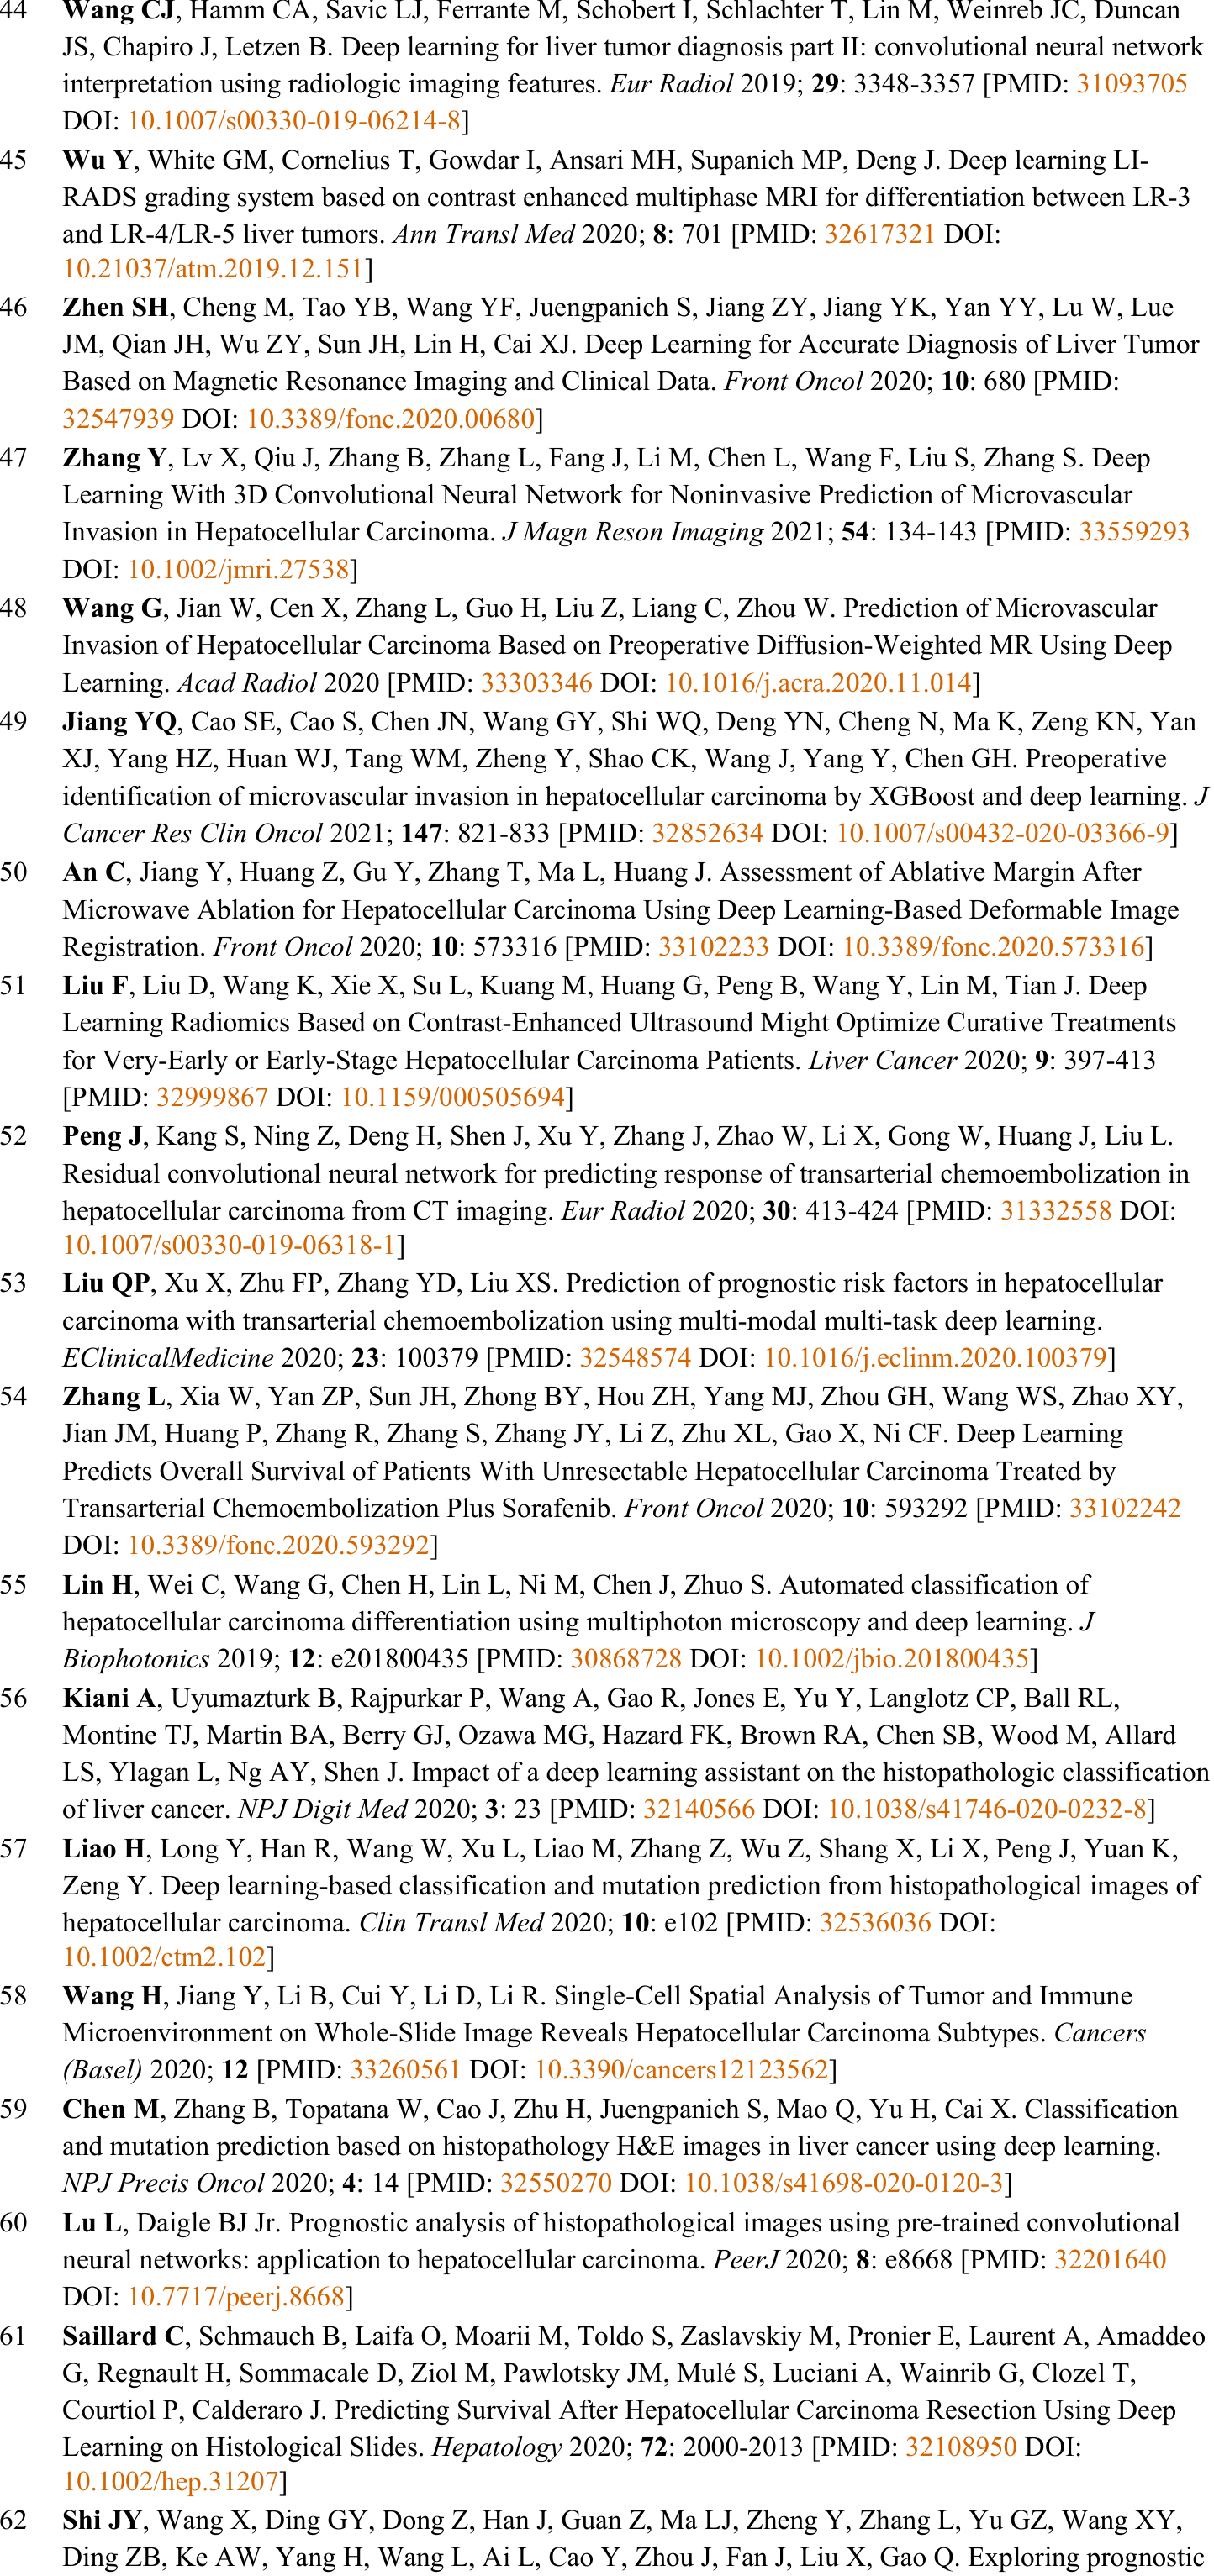 44 Wang CJ, Hamm CA, Savic LJ, Ferrante M, Schobert I, Schlachter T, Lin M, Weinreb JC, Duncan
JS, Chapiro J, Letzen B. Deep learning for liver tumor diagnosis part II: convolutional neural network
interpretation using radiologic imaging features. Eur Radiol 2019; 29: 3348-3357 [PMID: 31093705
DOI: 10.1007/s00330-019-06214-8]
45 Wu Y, White GM, Cornelius T, Gowdar I, Ansari MH, Supanich MP, Deng J. Deep learning LI-
RADS grading system based on contrast enhanced multiphase MRI for differentiation between LR-3
and LR-4/LR-5 liver tumors. Ann Transl Med 2020; 8: 701 [PMID: 32617321 DOI:
10.21037/atm.2019.12.151]
46 Zhen SH, Cheng M, Tao YB, Wang YF, Juengpanich S, Jiang ZY, Jiang YK, Yan YY, Lu W, Lue
JM, Qian JH, Wu ZY, Sun JH, Lin H, Cai XJ. Deep Learning for Accurate Diagnosis of Liver Tumor
Based on Magnetic Resonance Imaging and Clinical Data. Front Oncol 2020; 10: 680 [PMID:
32547939 DOI: 10.3389/fonc.2020.00680]
47 Zhang Y, Lv X, Qiu J, Zhang B, Zhang L, Fang J, Li M, Chen L, Wang F, Liu S, Zhang S. Deep
Learning With 3D Convolutional Neural Network for Noninvasive Prediction of Microvascular
Invasion in Hepatocellular Carcinoma. J Magn Reson Imaging 2021; 54: 134-143 [PMID: 33559293
DOI: 10.1002/jmri.27538]
48 Wang G, Jian W, Cen X, Zhang L, Guo H, Liu Z, Liang C, Zhou W. Prediction of Microvascular
Invasion of Hepatocellular Carcinoma Based on Preoperative Diffusion-Weighted MR Using Deep
Learning. Acad Radiol 2020 [PMID: 33303346 DOI: 10.1016/j.acra.2020.11.014]
49 Jiang YQ, Cao SE, Cao S, Chen JN, Wang GY, Shi WQ, Deng YN, Cheng N, Ma K, Zeng KN, Yan
XJ, Yang HZ, Huan WJ, Tang WM, Zheng Y, Shao CK, Wang J, Yang Y, Chen GH. Preoperative
identification of microvascular invasion in hepatocellular carcinoma by XGBoost and deep learning. J
Cancer Res Clin Oncol 2021; 147: 821-833 [PMID: 32852634 DOI: 10.1007/s00432-020-03366-9]
50 An C, Jiang Y, Huang Z, Gu Y, Zhang T, Ma L, Huang J. Assessment of Ablative Margin After
Microwave Ablation for Hepatocellular Carcinoma Using Deep Learning-Based Deformable Image
Registration. Front Oncol 2020; 10: 573316 [PMID: 33102233 DOI: 10.3389/fonc.2020.573316]
51 Liu F, Liu D, Wang K, Xie X, Su L, Kuang M, Huang G, Peng B, Wang Y, Lin M, Tian J. Deep
Learning Radiomics Based on Contrast-Enhanced Ultrasound Might Optimize Curative Treatments
for Very-Early or Early-Stage Hepatocellular Carcinoma Patients. Liver Cancer 2020; 9: 397-413
[PMID: 32999867 DOI: 10.1159/000505694]
52 Peng J, Kang S, Ning Z, Deng H, Shen J, Xu Y, Zhang J, Zhao W, Li X, Gong W, Huang J, Liu L.
Residual convolutional neural network for predicting response of transarterial chemoembolization in
hepatocellular carcinoma from CT imaging. Eur Radiol 2020; 30: 413-424 [PMID: 31332558 DOI:
10.1007/s00330-019-06318-1]
53 Liu QP, Xu X, Zhu FP, Zhang YD, Liu XS. Prediction of prognostic risk factors in hepatocellular
carcinoma with transarterial chemoembolization using multi-modal multi-task deep learning.
EClinicalMedicine 2020; 23: 100379 [PMID: 32548574 DOI: 10.1016/j.eclinm.2020.100379]
54 Zhang L, Xia W, Yan ZP, Sun JH, Zhong BY, Hou ZH, Yang MJ, Zhou GH, Wang WS, Zhao XY,
Jian JM, Huang P, Zhang R, Zhang S, Zhang JY, Li Z, Zhu XL, Gao X, Ni CF. Deep Learning
Predicts Overall Survival of Patients With Unresectable Hepatocellular Carcinoma Treated by
Transarterial Chemoembolization Plus Sorafenib. Front Oncol 2020; 10: 593292 [PMID: 33102242
DOI: 10.3389/fonc.2020.593292]
55 Lin H, Wei C, Wang G, Chen H, Lin L, Ni M, Chen J, Zhuo S. Automated classification of
hepatocellular carcinoma differentiation using multiphoton microscopy and deep learning. J
Biophotonics 2019; 12: e201800435 [PMID: 30868728 DOI: 10.1002/jbio.201800435]
56 Kiani A, Uyumazturk B, Rajpurkar P, Wang A, Gao R, Jones E, Yu Y, Langlotz CP, Ball RL,
Montine TJ, Martin BA, Berry GJ, Ozawa MG, Hazard FK, Brown RA, Chen SB, Wood M, Allard
LS, Ylagan L, Ng AY, Shen J. Impact of a deep learning assistant on the histopathologic classification
of liver cancer. NPJ Digit Med 2020; 3: 23 [PMID: 32140566 DOI: 10.1038/s41746-020-0232-8]
57 Liao H, Long Y, Han R, Wang W, Xu L, Liao M, Zhang Z, Wu Z, Shang X, Li X, Peng J, Yuan K,
Zeng Y. Deep learning-based classification and mutation prediction from histopathological images of
hepatocellular carcinoma. Clin Transl Med 2020; 10: e102 [PMID: 32536036 DOI:
10.1002/ctm2.102]
58 Wang H, Jiang Y, Li B, Cui Y, Li D, Li R. Single-Cell Spatial Analysis of Tumor and Immune
Microenvironment on Whole-Slide Image Reveals Hepatocellular Carcinoma Subtypes. Cancers
(Basel) 2020; 12 [PMID: 33260561 DOI: 10.3390/cancers12123562]
59 Chen M, Zhang B, Topatana W, Cao J, Zhu H, Juengpanich S, Mao Q, Yu H, Cai X. Classification
and mutation prediction based on histopathology H&E images in liver cancer using deep learning.
NPJ Precis Oncol 2020; 4: 14 [PMID: 32550270 DOI: 10.1038/s41698-020-0120-3]
60 Lu L, Daigle BJ Jr. Prognostic analysis of histopathological images using pre-trained convolutional
neural networks: application to hepatocellular carcinoma. PeerJ 2020; 8: e8668 [PMID: 32201640
DOI: 10.7717/peerj.8668]
61 Saillard C, Schmauch B, Laifa O, Moarii M, Toldo S, Zaslavskiy M, Pronier E, Laurent A, Amaddeo
G, Regnault H, Sommacale D, Ziol M, Pawlotsky JM, Mulé S, Luciani A, Wainrib G, Clozel T,
Courtiol P, Calderaro J. Predicting Survival After Hepatocellular Carcinoma Resection Using Deep
Learning on Histological Slides. Hepatology 2020; 72: 2000-2013 [PMID: 32108950 DOI:
10.1002/hep.31207]
62 Shi JY, Wang X, Ding GY, Dong Z, Han J, Guan Z, Ma LJ, Zheng Y, Zhang L, Yu GZ, Wang XY,
Ding ZB, Ke AW, Yang H, Wang L, Ai L, Cao Y, Zhou J, Fan J, Liu X, Gao Q. Exploring prognostic